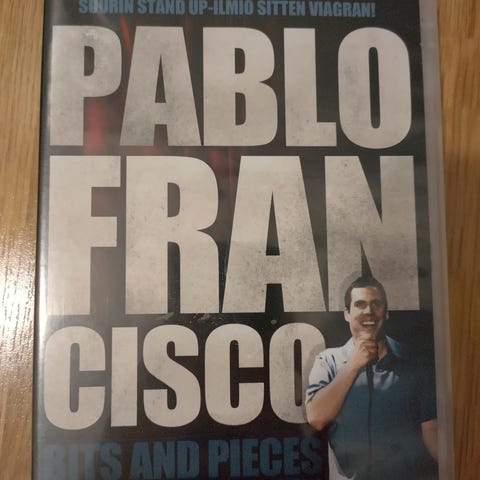 SUURIN STAND UP-ILMIÖ SITTEN VIAGRAN!
PABLO
FRAN
CISCO
BITS AND PIECES